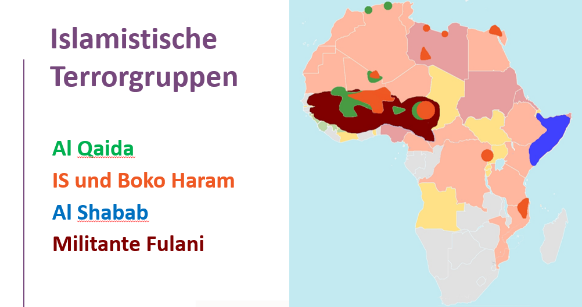 Islamistische
Terrorgruppen
Al Qaida
IS und Boko Haram
Al Shabab
Militante Fulani